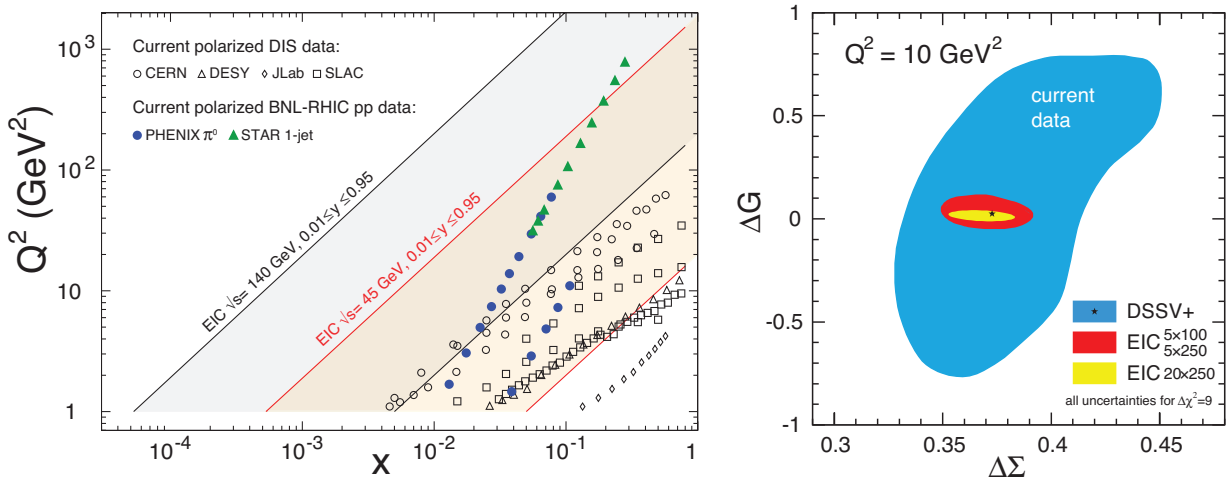 Q² (GeV²)
10³
10²
10
1
Current polarized DIS data:
CERN DESY JLab SLAC
Current polarized BNL-RHIC pp data:
PHENIX π⁰ STAR 1-jet
EIC √s= 140 GeV, 0.01≤ y ≤0.95
EIC √s= 45 GeV, 0.01≤ y ≤0.95
10⁻⁴ 10⁻³ 10⁻² 10⁻¹ 1
x
ΔG
1
0.5
0
-0.5
-1
Q² = 10 GeV²
current
data
DSSV+
EIC 5×100
5×250
EIC 20×250
all uncertainties for Δχ²=9
0.3 0.35 0.4 0.45
ΔΣ